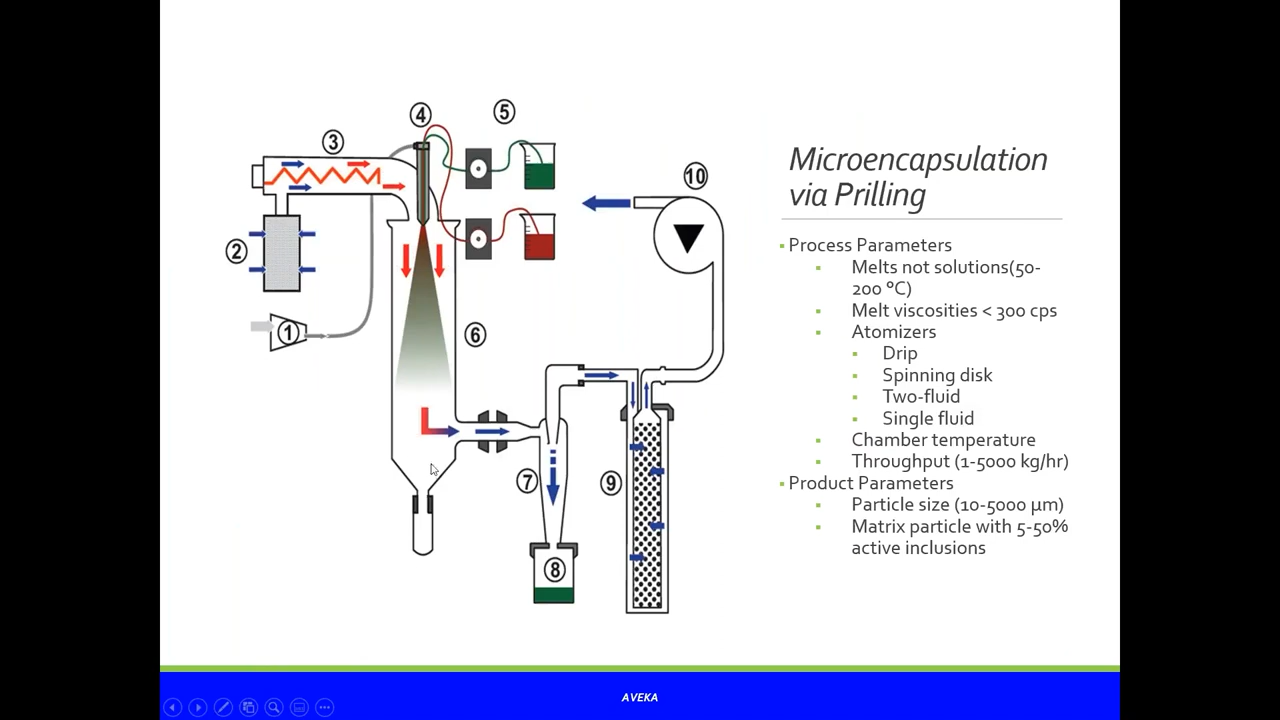 4
5
3
10
2
1
6
7
9
8
Microencapsulation
via Prilling
▪ Process Parameters
▪ Melts not solutions(50-
200 °C)
▪ Melt viscosities < 300 cps
▪ Atomizers
▪ Drip
▪ Spinning disk
▪ Two-fluid
▪ Single fluid
▪ Chamber temperature
▪ Throughput (1-5000 kg/hr)
▪ Product Parameters
▪ Particle size (10-5000 µm)
▪ Matrix particle with 5-50%
active inclusions
AVEKA